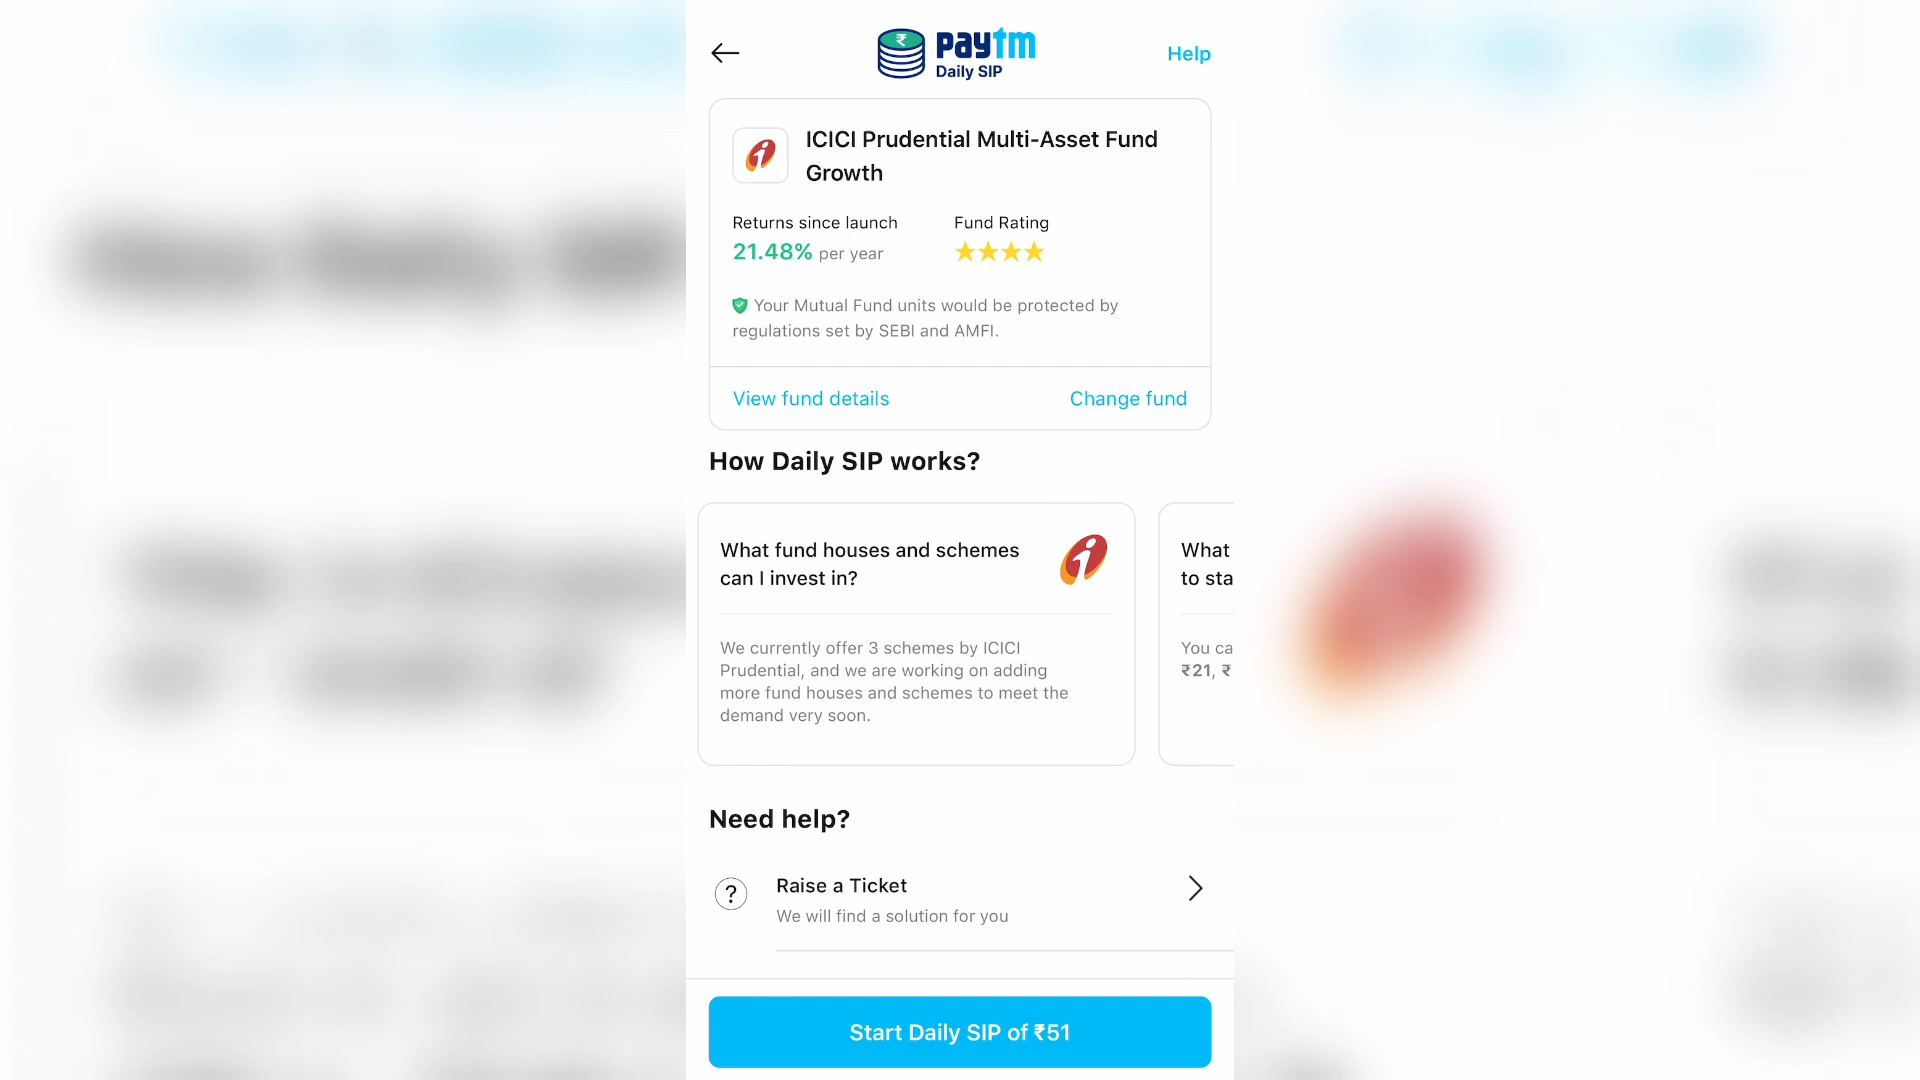 paytm
Daily SIP
Help
ICICI Prudential Multi-Asset Fund
Growth
Returns since launch
Fund Rating
21.48% per year
Your Mutual Fund units would be protected by
regulations set by SEBI and AMFI.
View fund details
Change fund
How Daily SIP works?
What fund houses and schemes
can I invest in?
We currently offer 3 schemes by ICICI
Prudential, and we are working on adding
more fund houses and schemes to meet the
demand very soon.
What
to sta
You ca
₹21, ₹
Need help?
Raise a Ticket
We will find a solution for you
Start Daily SIP of ₹51